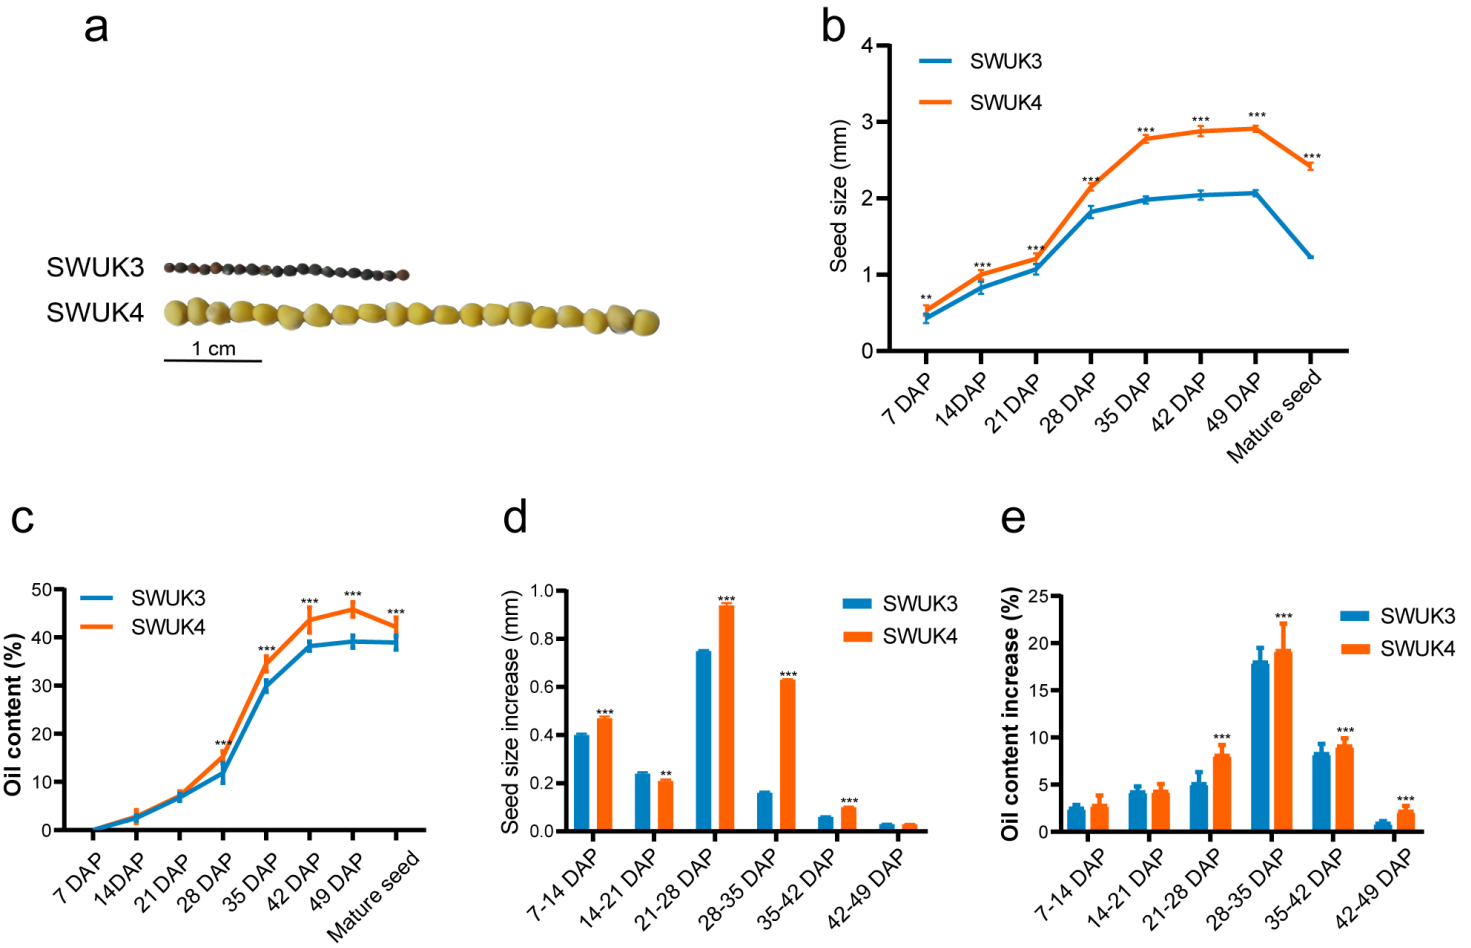 a
SWUK3
SWUK4
1 cm
b
Seed size (mm)
4
3
2
1
0
SWUK3
SWUK4
**
***
***
***
***
***
***
***
7 DAP
14DAP
21 DAP
28 DAP
35 DAP
42 DAP
49 DAP
Mature seed
c
Oil content (%)
50
40
30
20
10
0
SWUK3
SWUK4
***
***
***
***
***
7 DAP
14DAP
21 DAP
28 DAP
35 DAP
42 DAP
49 DAP
Mature seed
d
Seed size increase (mm)
1.0
0.8
0.6
0.4
0.2
0.0
SWUK3
SWUK4
***
**
***
***
***
7-14 DAP
14-21 DAP
21-28 DAP
28-35 DAP
35-42 DAP
42-49 DAP
e
Oil content increase (%)
25
20
15
10
5
0
SWUK3
SWUK4
***
***
***
***
7-14 DAP
14-21 DAP
21-28 DAP
28-35 DAP
35-42 DAP
42-49 DAP